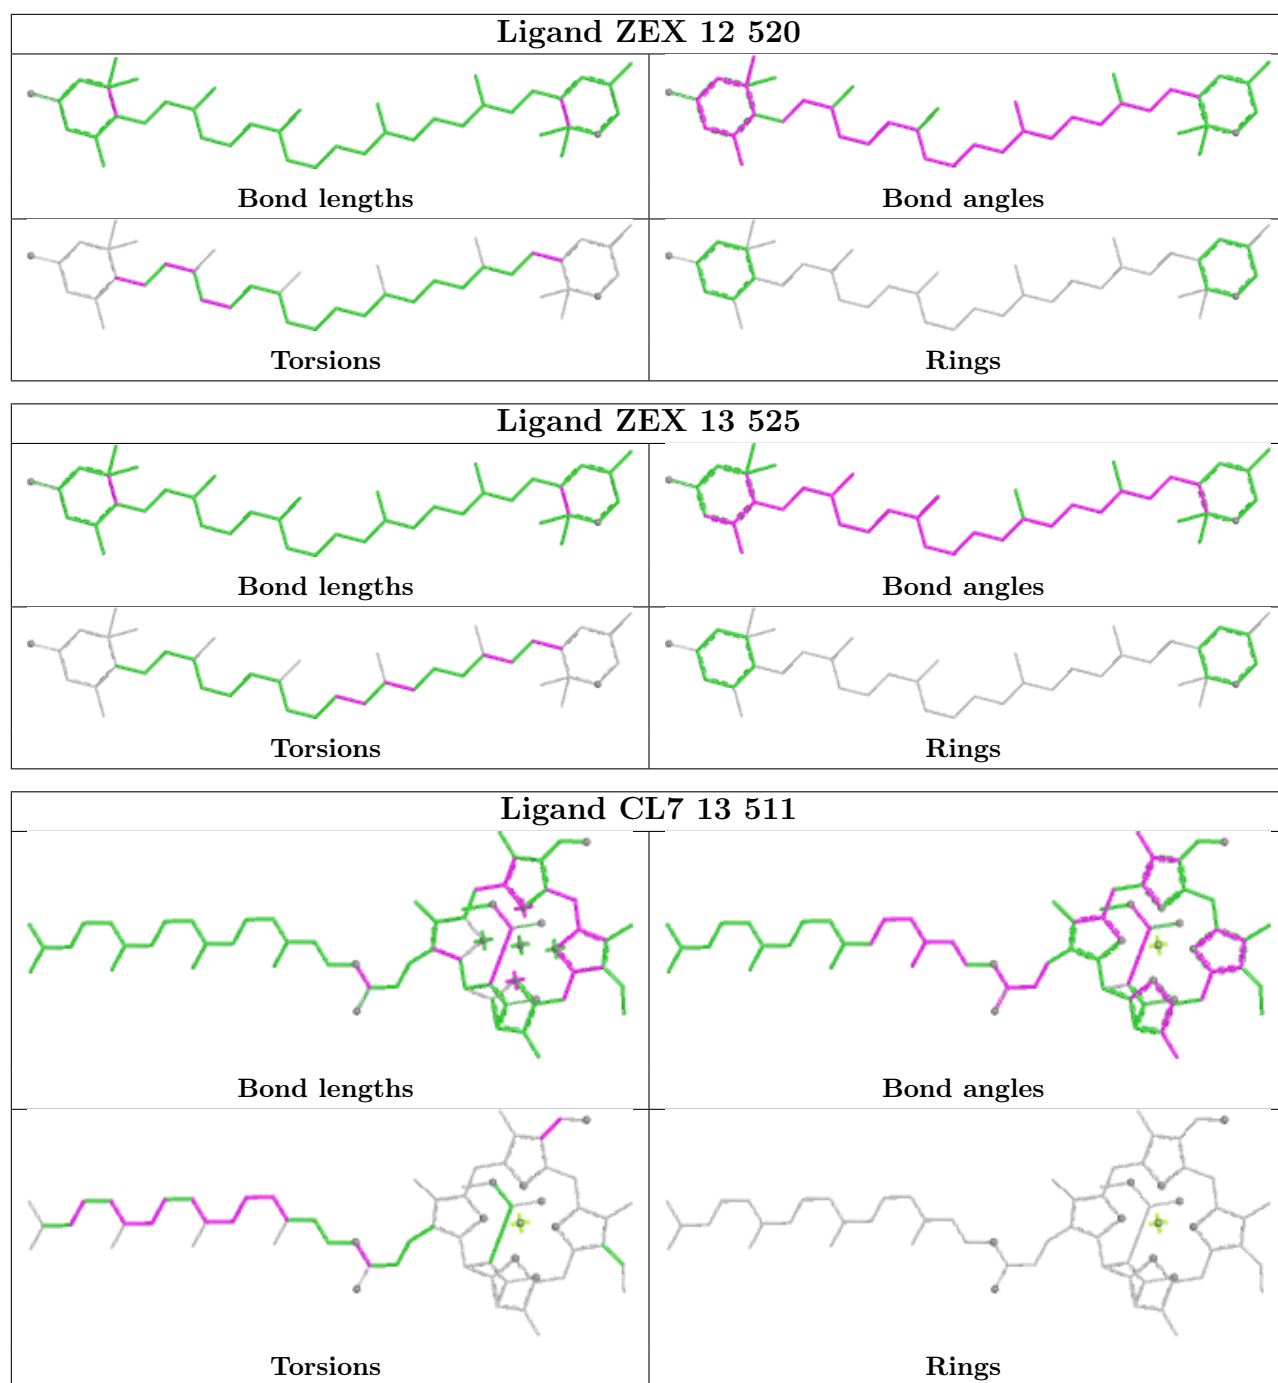 Ligand ZEX 12 520
Bond lengths
Bond angles
Torsions
Rings
Ligand ZEX 13 525
Bond lengths
Bond angles
Torsions
Rings
Ligand CL7 13 511
Bond lengths
Bond angles
Torsions
Rings